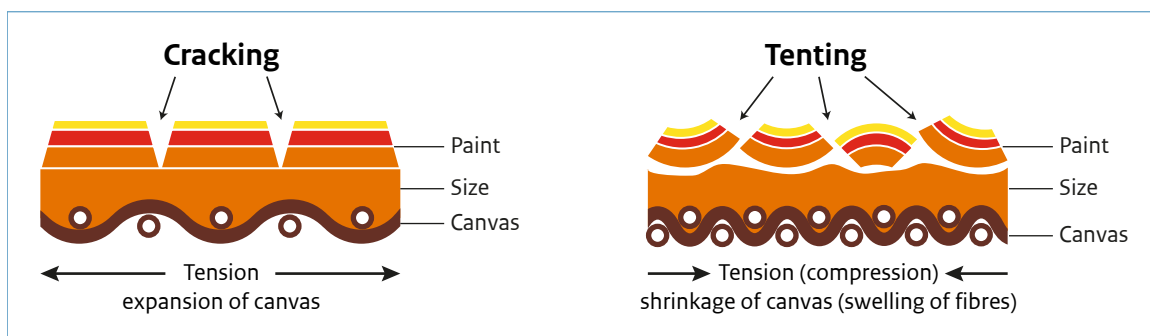 Cracking
Paint
Size
Canvas
Tension
expansion of canvas
Tenting
Paint
Size
Canvas
Tension (compression)
shrinkage of canvas (swelling of fibres)